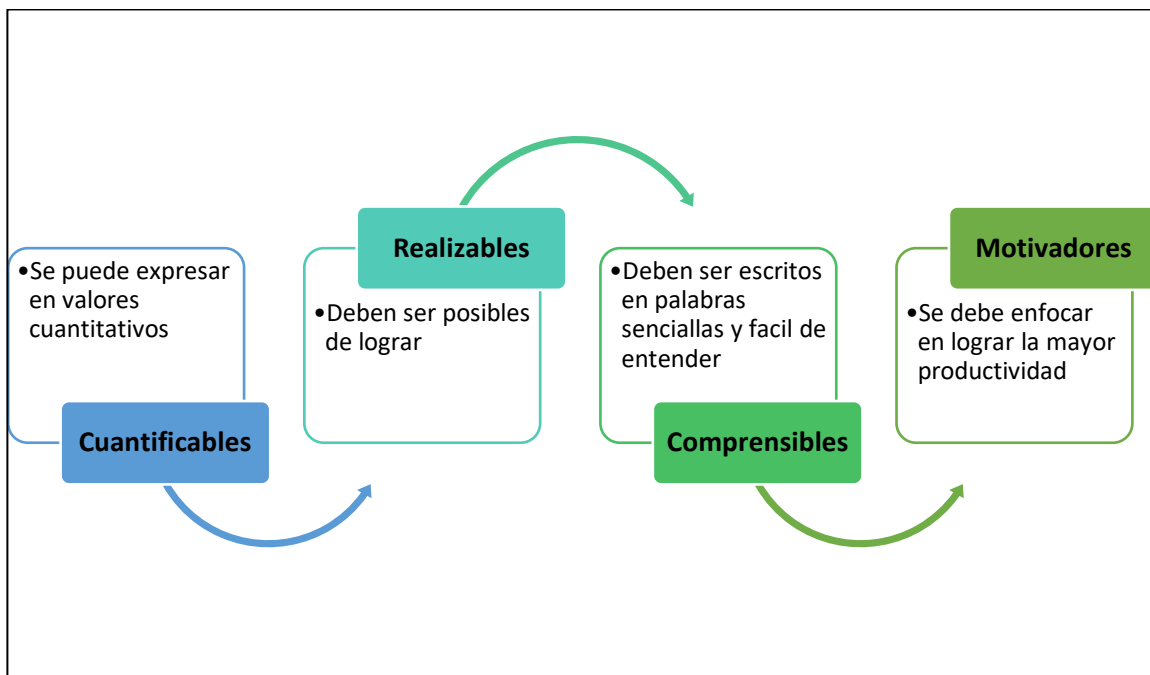 •Se puede expresar
en valores
cuantitativos
Cuantificables
Realizables
•Deben ser posibles
de lograr
•Deben ser escritos
en palabras
senciallas y facil de
entender
Comprensibles
Motivadores
•Se debe enfocar
en lograr la mayor
productividad